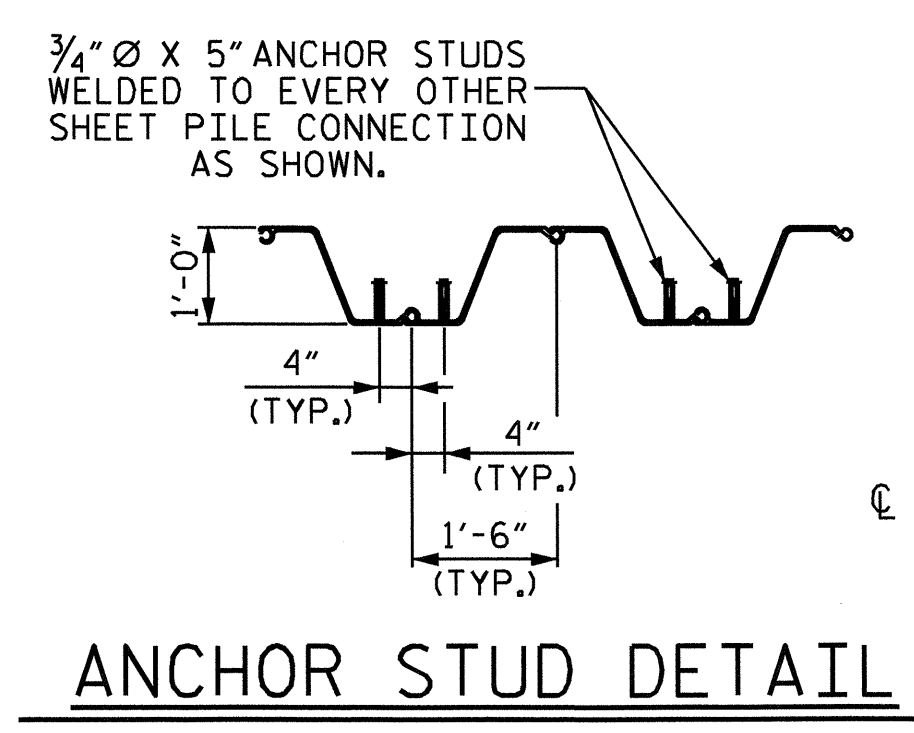 3/4"Ø X 5" ANCHOR STUDS
WELDED TO EVERY OTHER
SHEET PILE CONNECTION
AS SHOWN.
1'-0"
4"
(TYP.)
4"
(TYP.)
℄
1'-6"
(TYP.)
ANCHOR STUD DETAIL